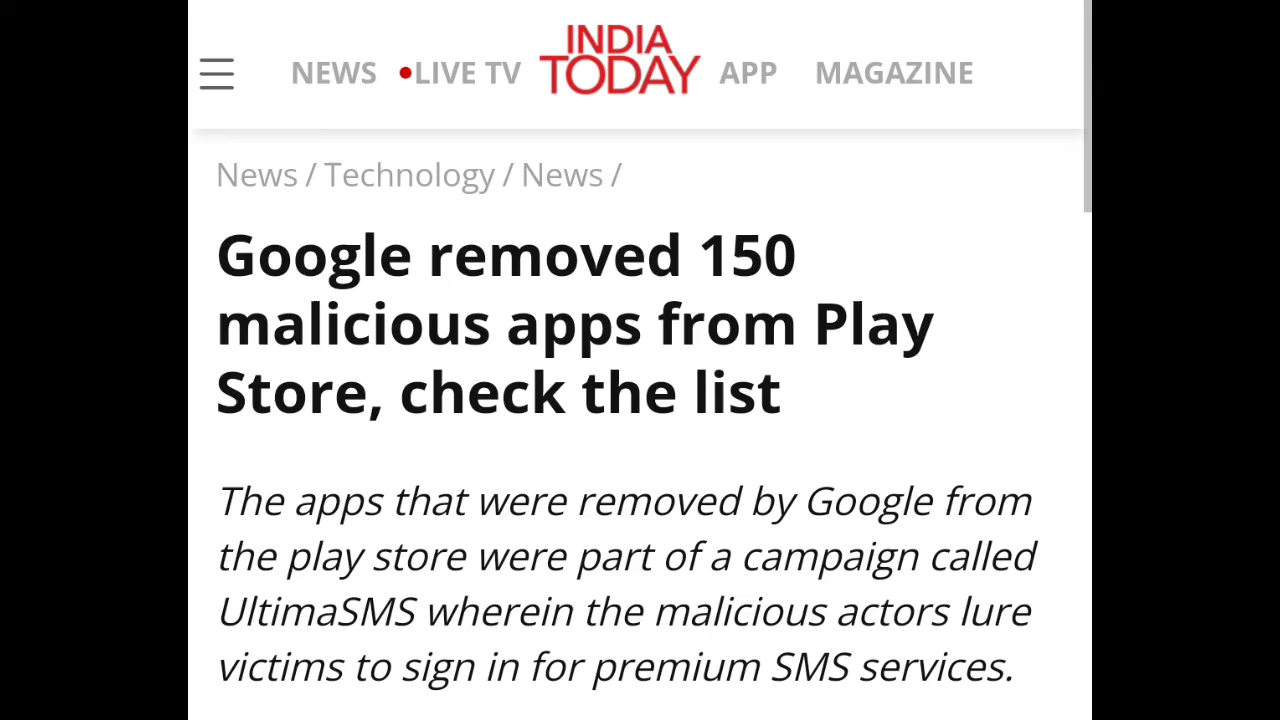 NEWS LIVE TV INDIA TODAY APP MAGAZINE
News / Technology / News /
Google removed 150
malicious apps from Play
Store, check the list
The apps that were removed by Google from
the play store were part of a campaign called
UltimaSMS wherein the malicious actors lure
victims to sign in for premium SMS services.